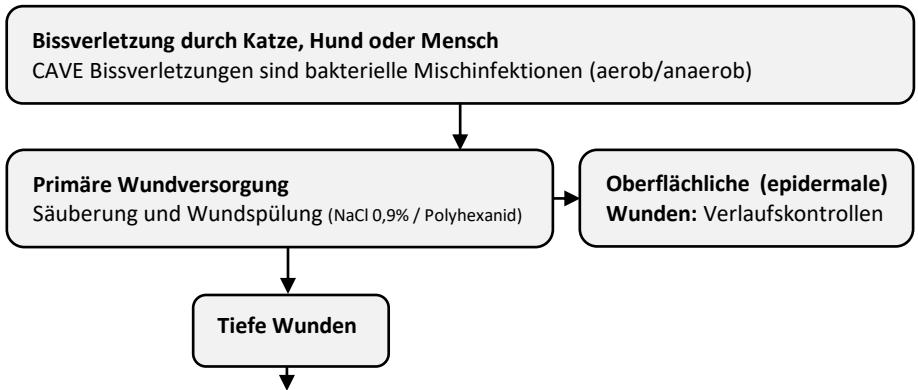 Bissverletzung durch Katze, Hund oder Mensch
CAVE Bissverletzungen sind bakterielle Mischinfektionen (aerob/anaerob)
Primäre Wundversorgung
Säuberung und Wundspülung (NaCl 0,9% / Polyhexanid)
Oberflächliche (epidermale)
Wunden: Verlaufskontrollen
Tiefe Wunden